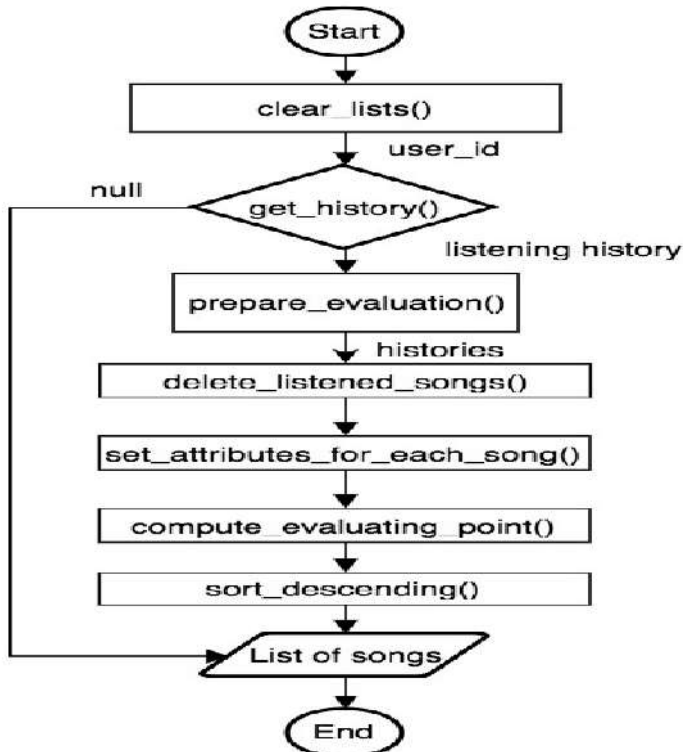 Start
clear_lists()
user_id
null
get_history()
listening history
prepare_evaluation()
histories
delete_listened_songs()
set_attributes_for_each_song()
compute_evaluating_point()
sort_descending()
List of songs
End